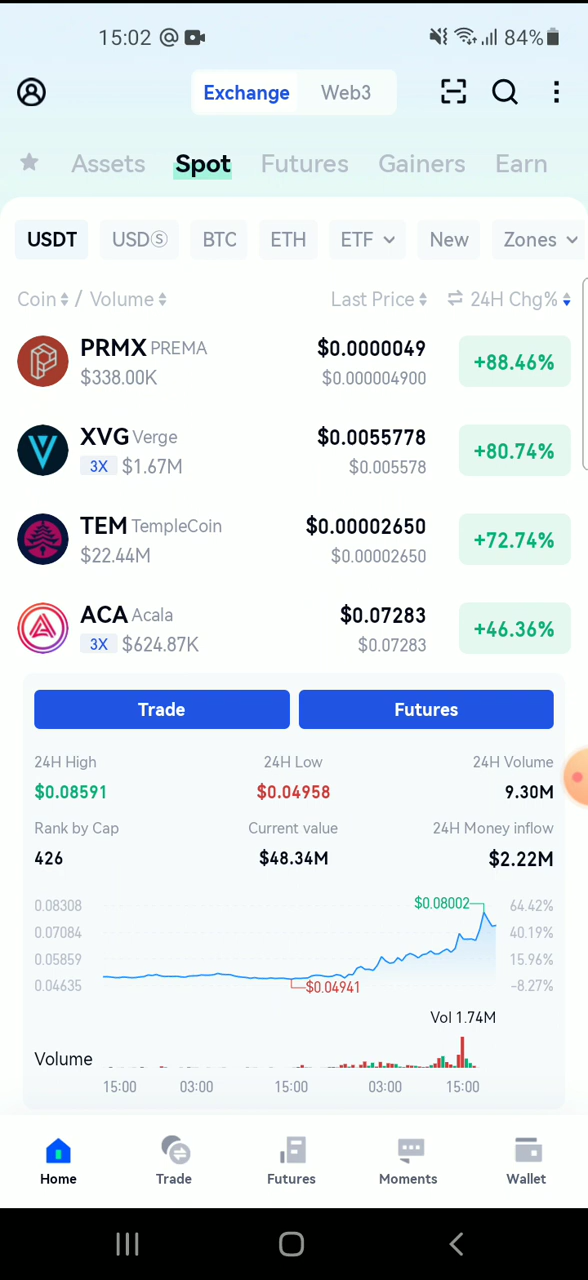 15:02 @ 84%
Exchange Web3
Assets Spot Futures Gainers Earn
USDT USDⓈ BTC ETH ETF New Zones
Coin / Volume Last Price 24H Chg%
PRMX PREMA $0.0000049 +88.46%
$338.00K $0.000004900
XVG Verge $0.0055778 +80.74%
3X $1.67M $0.005578
TEM TempleCoin $0.00002650 +72.74%
$22.44M $0.00002650
ACA Acala $0.07283 +46.36%
3X $624.87K $0.07283
Trade Futures
24H High 24H Low 24H Volume
$0.08591 $0.04958 9.30M
Rank by Cap Current value 24H Money inflow
426 $48.34M $2.22M
0.08308 $0.08002 64.42%
0.07084 40.19%
0.05859 15.96%
0.04635 $0.04941 -8.27%
Vol 1.74M
Volume
15:00 03:00 15:00 03:00 15:00
Home Trade Futures Moments Wallet